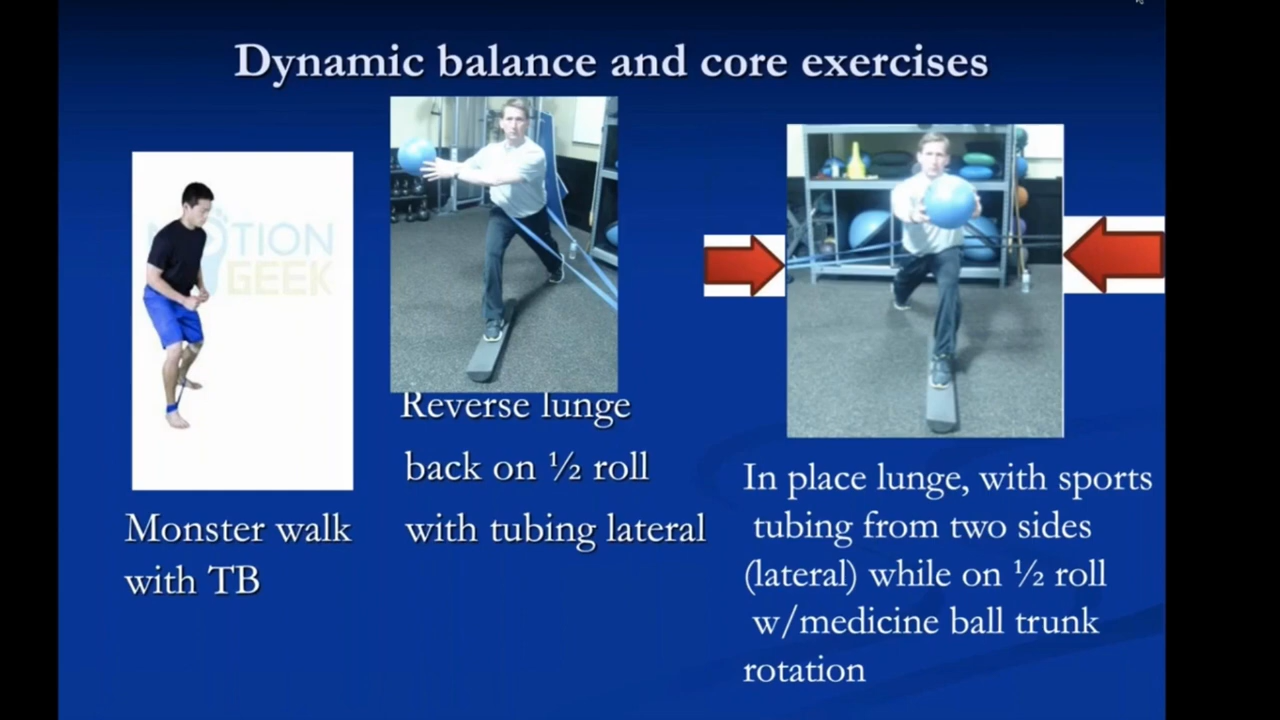 Dynamic balance and core exercises
MOTION
GEEK
Monster walk
with TB
Reverse lunge
back on ½ roll
with tubing lateral
In place lunge, with sports
tubing from two sides
(lateral) while on ½ roll
w/medicine ball trunk
rotation